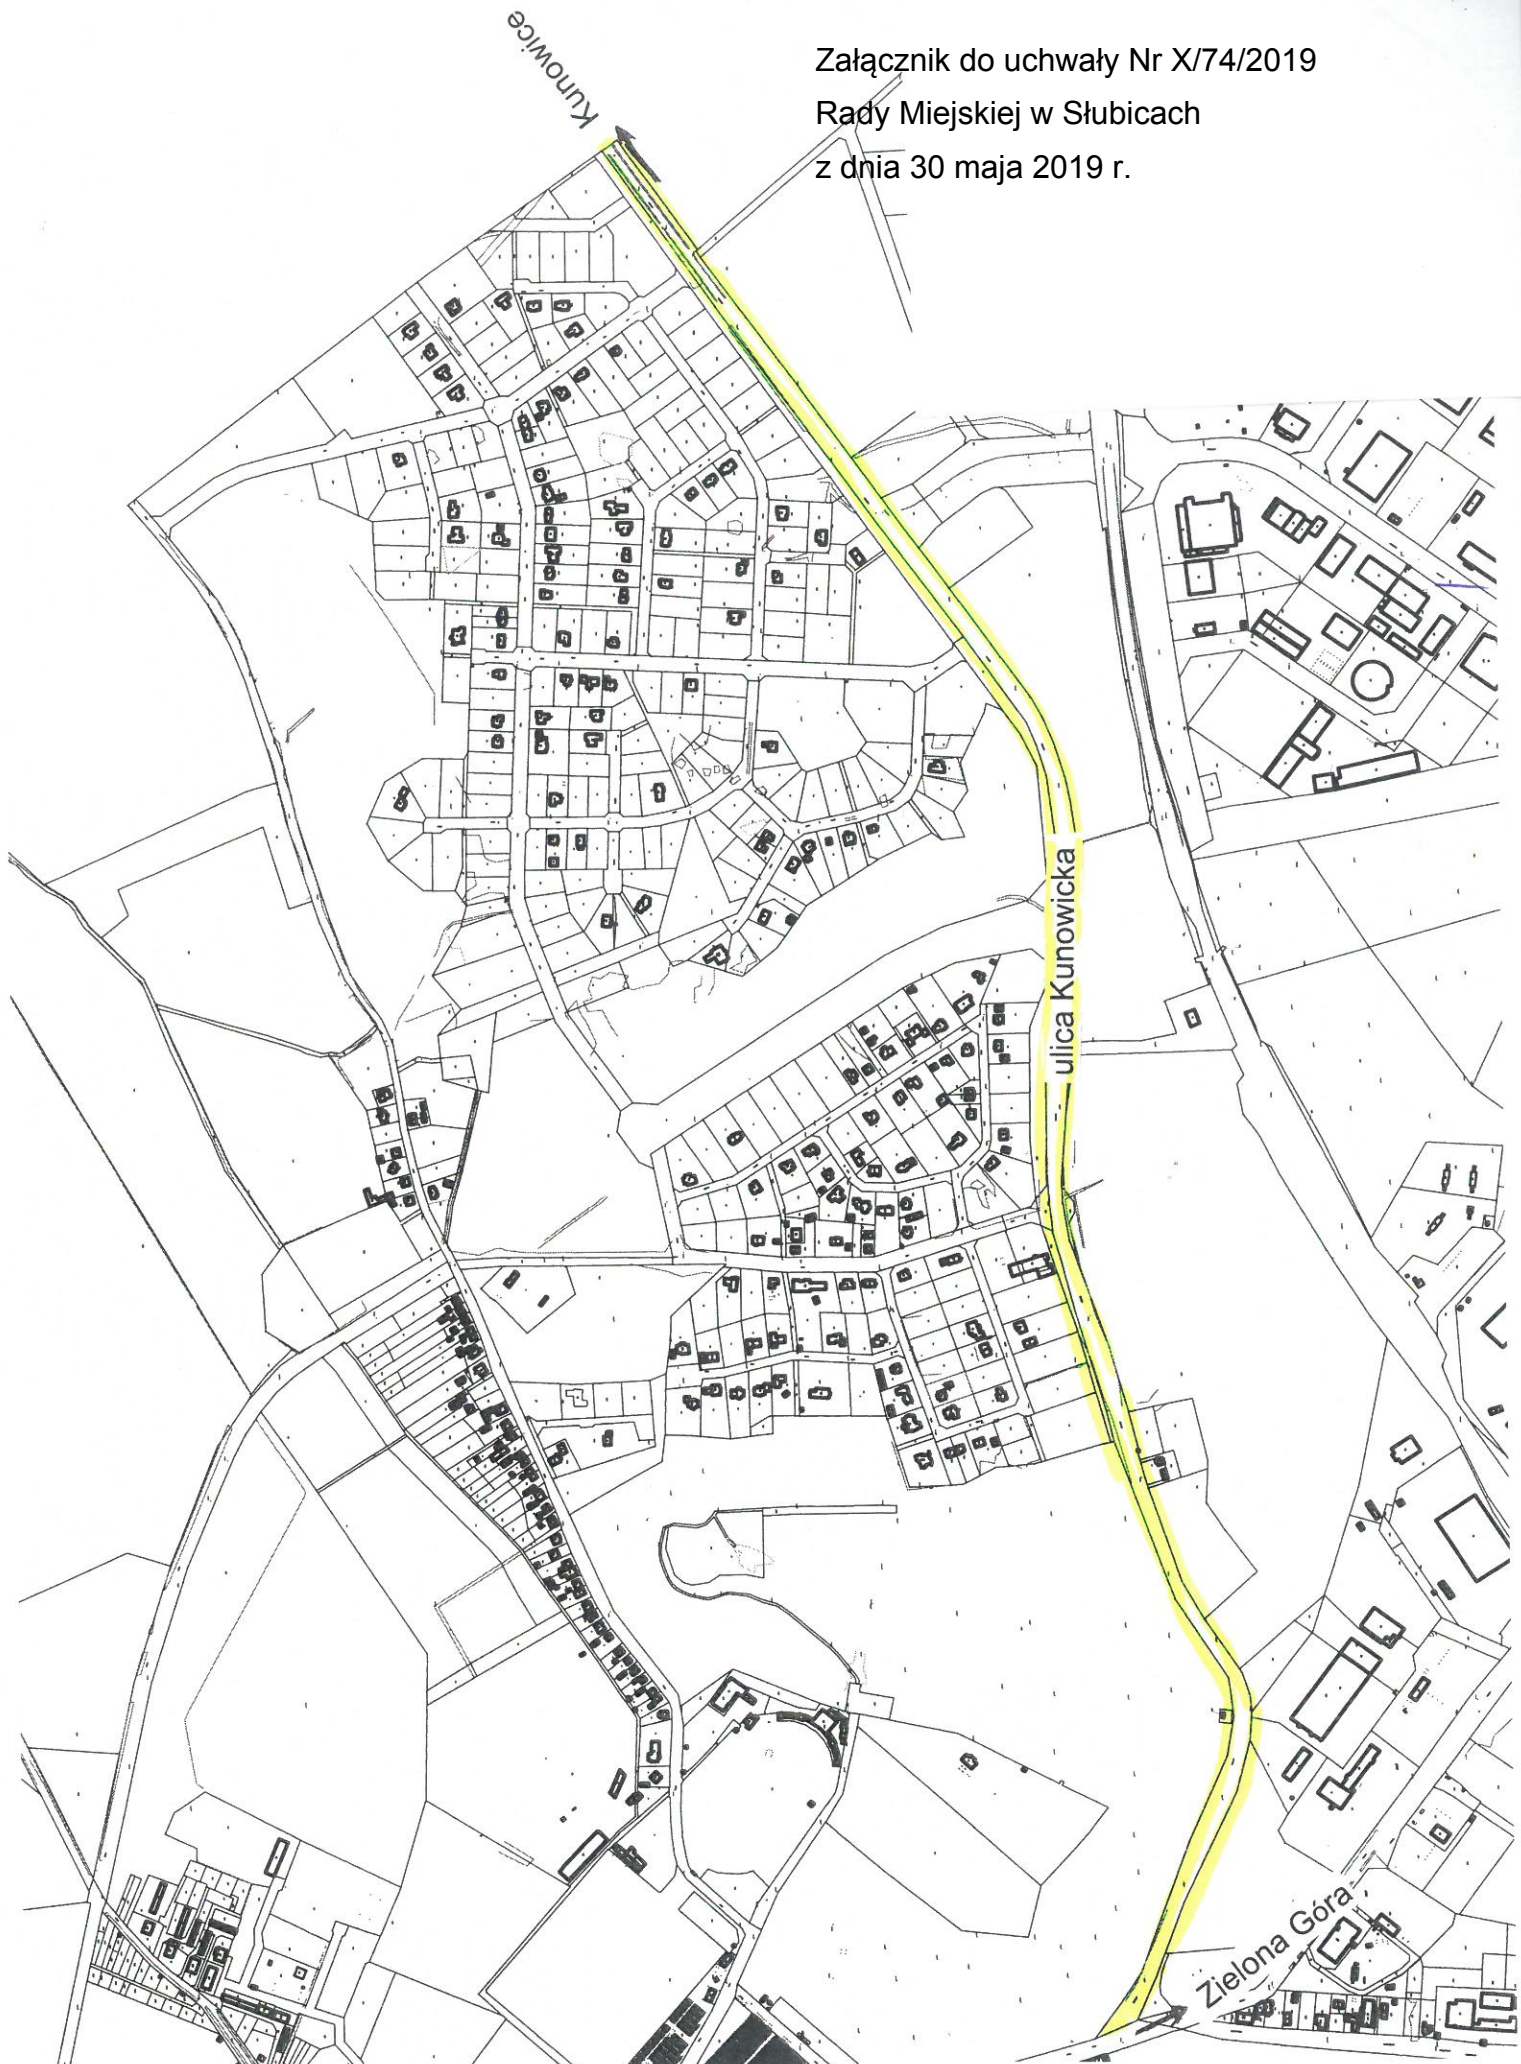 Kunowice
Załącznik do uchwały Nr X/74/2019
Rady Miejskiej w Słubicach
z dnia 30 maja 2019 r.
ulica Kunowicka
Zielona Góra